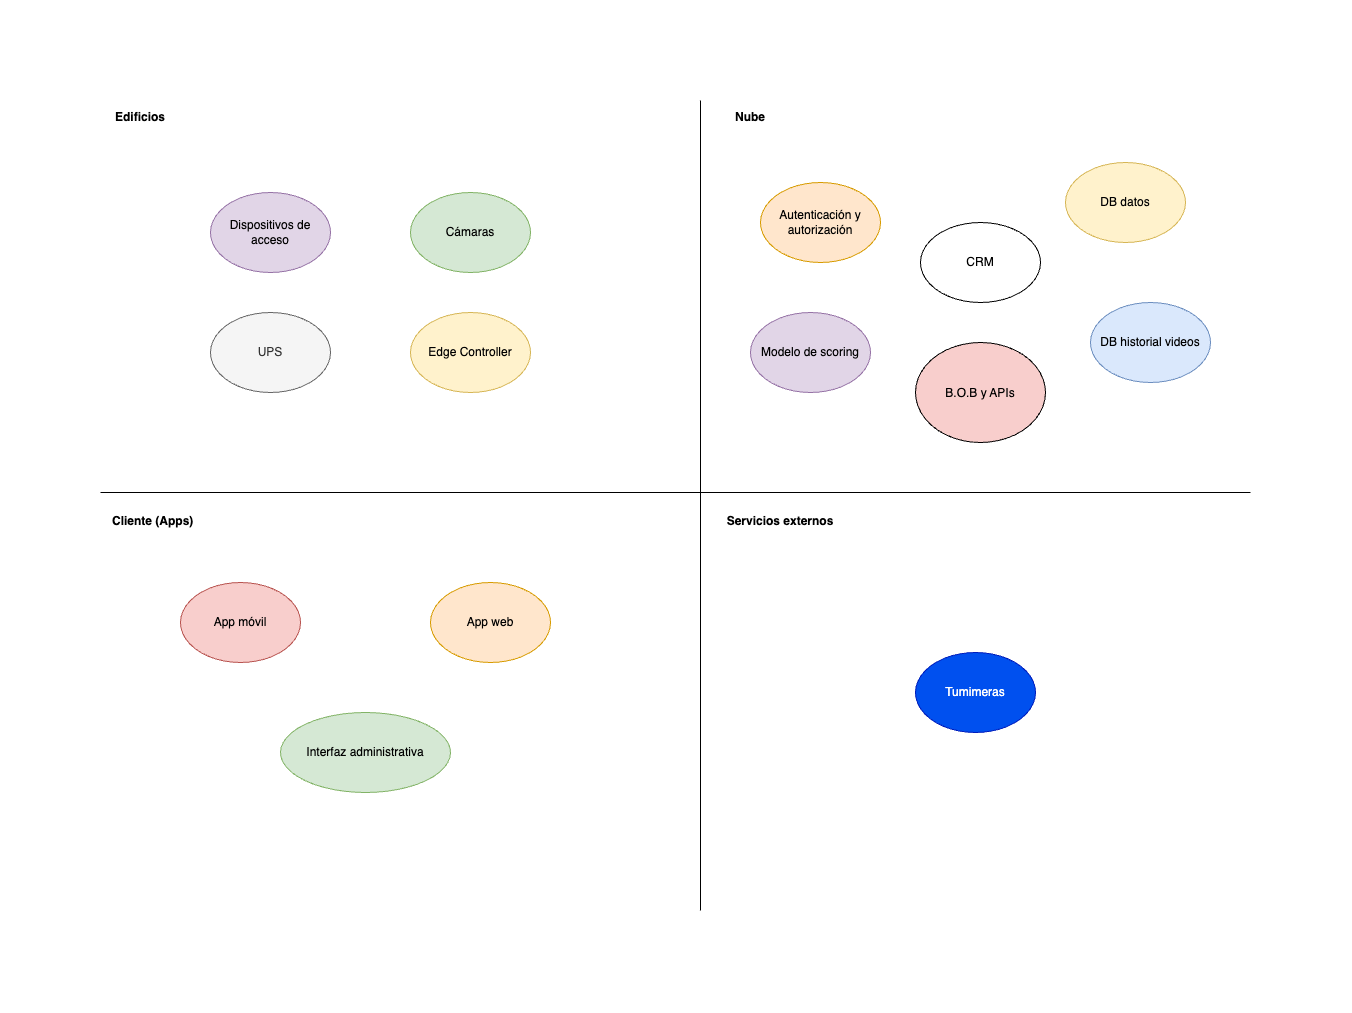 Edificios
Dispositivos de
acceso
Cámaras
UPS
Edge Controller
Nube
Autenticación y
autorización
CRM
DB datos
Modelo de scoring
B.O.B y APIs
DB historial videos
Cliente (Apps)
App móvil
App web
Interfaz administrativa
Servicios externos
Tumimeras